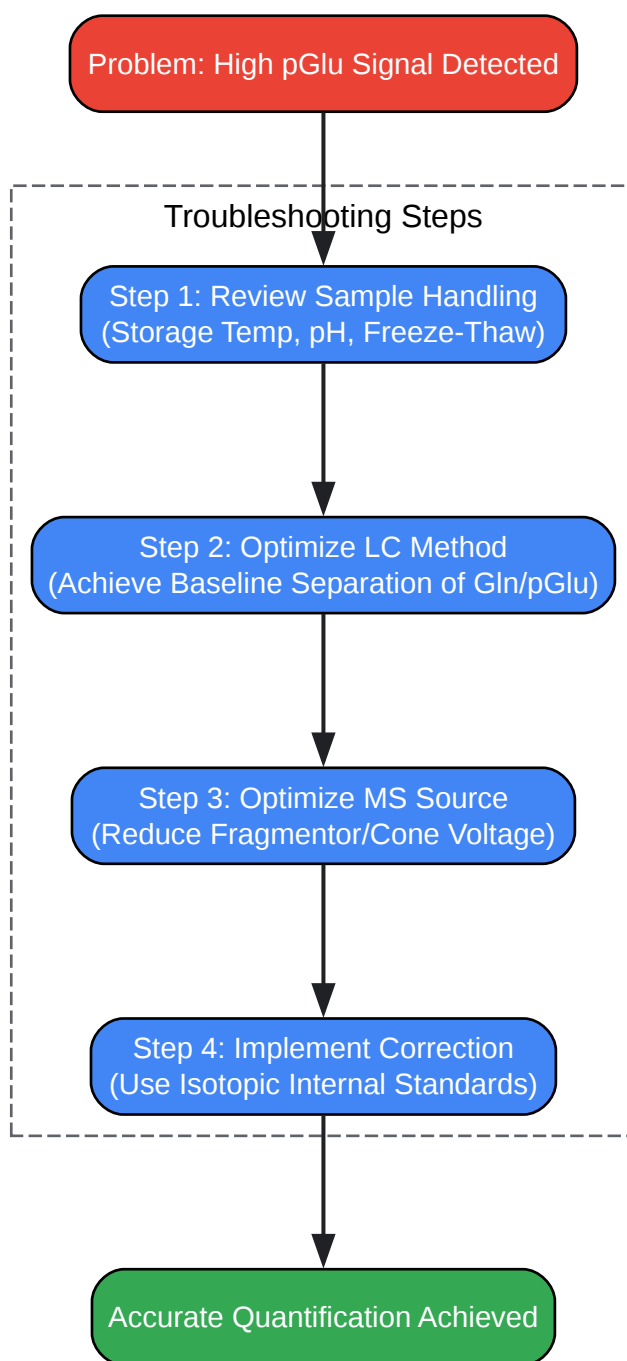 Problem: High pGlu Signal Detected
Troubleshooting Steps
Step 1: Review Sample Handling
(Storage Temp, pH, Freeze-Thaw)
Step 2: Optimize LC Method
(Achieve Baseline Separation of Gln/pGlu)
Step 3: Optimize MS Source
(Reduce Fragmentor/Cone Voltage)
Step 4: Implement Correction
(Use Isotopic Internal Standards)
Accurate Quantification Achieved